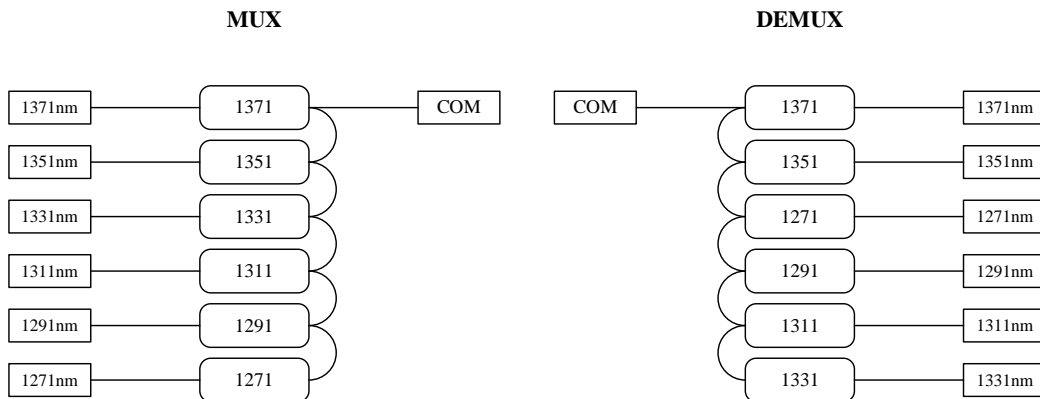 MUX DEMUX
1371nm 1371 COM COM 1371 1371nm
1351nm 1351 1351 1351nm
1331nm 1331 1271 1271nm
1311nm 1311 1291 1291nm
1291nm 1291 1311 1311nm
1271nm 1271 1331 1331nm